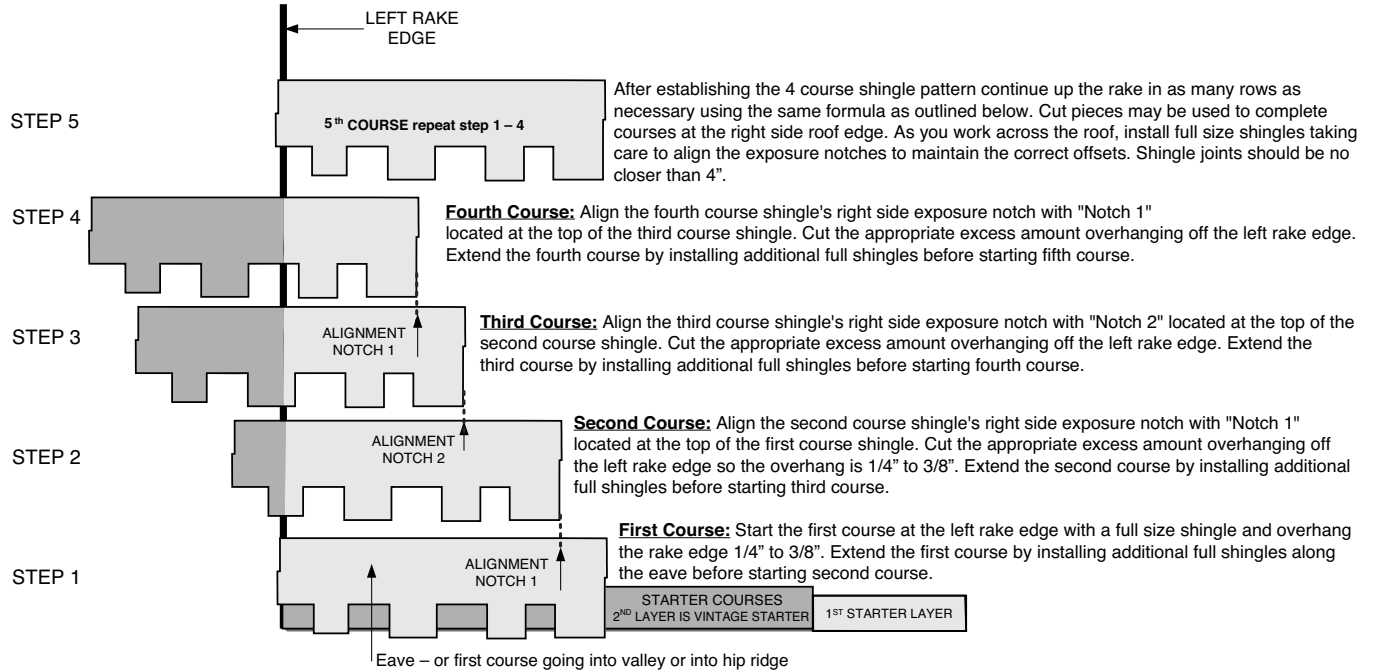 LEFT RAKE
EDGE
STEP 5
5th COURSE repeat step 1 – 4
After establishing the 4 course shingle pattern continue up the rake in as many rows as
necessary using the same formula as outlined below. Cut pieces may be used to complete
courses at the right side roof edge. As you work across the roof, install full size shingles taking
care to align the exposure notches to maintain the correct offsets. Shingle joints should be no
closer than 4”.
STEP 4
Fourth Course: Align the fourth course shingle's right side exposure notch with "Notch 1"
located at the top of the third course shingle. Cut the appropriate excess amount overhanging off the left rake edge.
Extend the fourth course by installing additional full shingles before starting fifth course.
STEP 3
ALIGNMENT
NOTCH 1
Third Course: Align the third course shingle's right side exposure notch with "Notch 2" located at the top of the
second course shingle. Cut the appropriate excess amount overhanging off the left rake edge. Extend the
third course by installing additional full shingles before starting fourth course.
STEP 2
ALIGNMENT
NOTCH 2
Second Course: Align the second course shingle's right side exposure notch with "Notch 1"
located at the top of the first course shingle. Cut the appropriate excess amount overhanging off
the left rake edge so the overhang is 1/4” to 3/8”. Extend the second course by installing additional
full shingles before starting third course.
STEP 1
ALIGNMENT
NOTCH 1
First Course: Start the first course at the left rake edge with a full size shingle and overhang
the rake edge 1/4” to 3/8”. Extend the first course by installing additional full shingles along
the eave before starting second course.
STARTER COURSES
2ND LAYER IS VINTAGE STARTER
1ST STARTER LAYER
Eave – or first course going into valley or into hip ridge